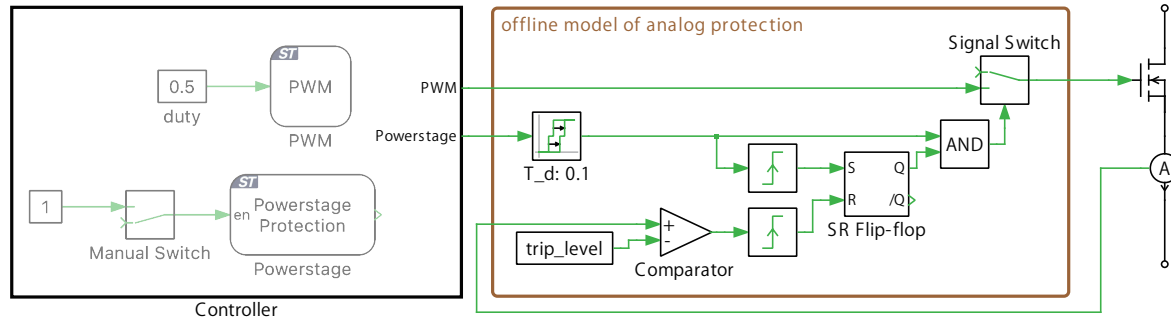 offline model of analog protection
Signal Switch
ST
PWM
0.5
duty
PWM
PWM
Powerstage
T_d: 0.1
AND
S
Q
R
/Q
SR Flip-flop
ST
1
en
Powerstage
Protection
Manual Switch
Powerstage
+
-
trip_level
Comparator
A
Controller